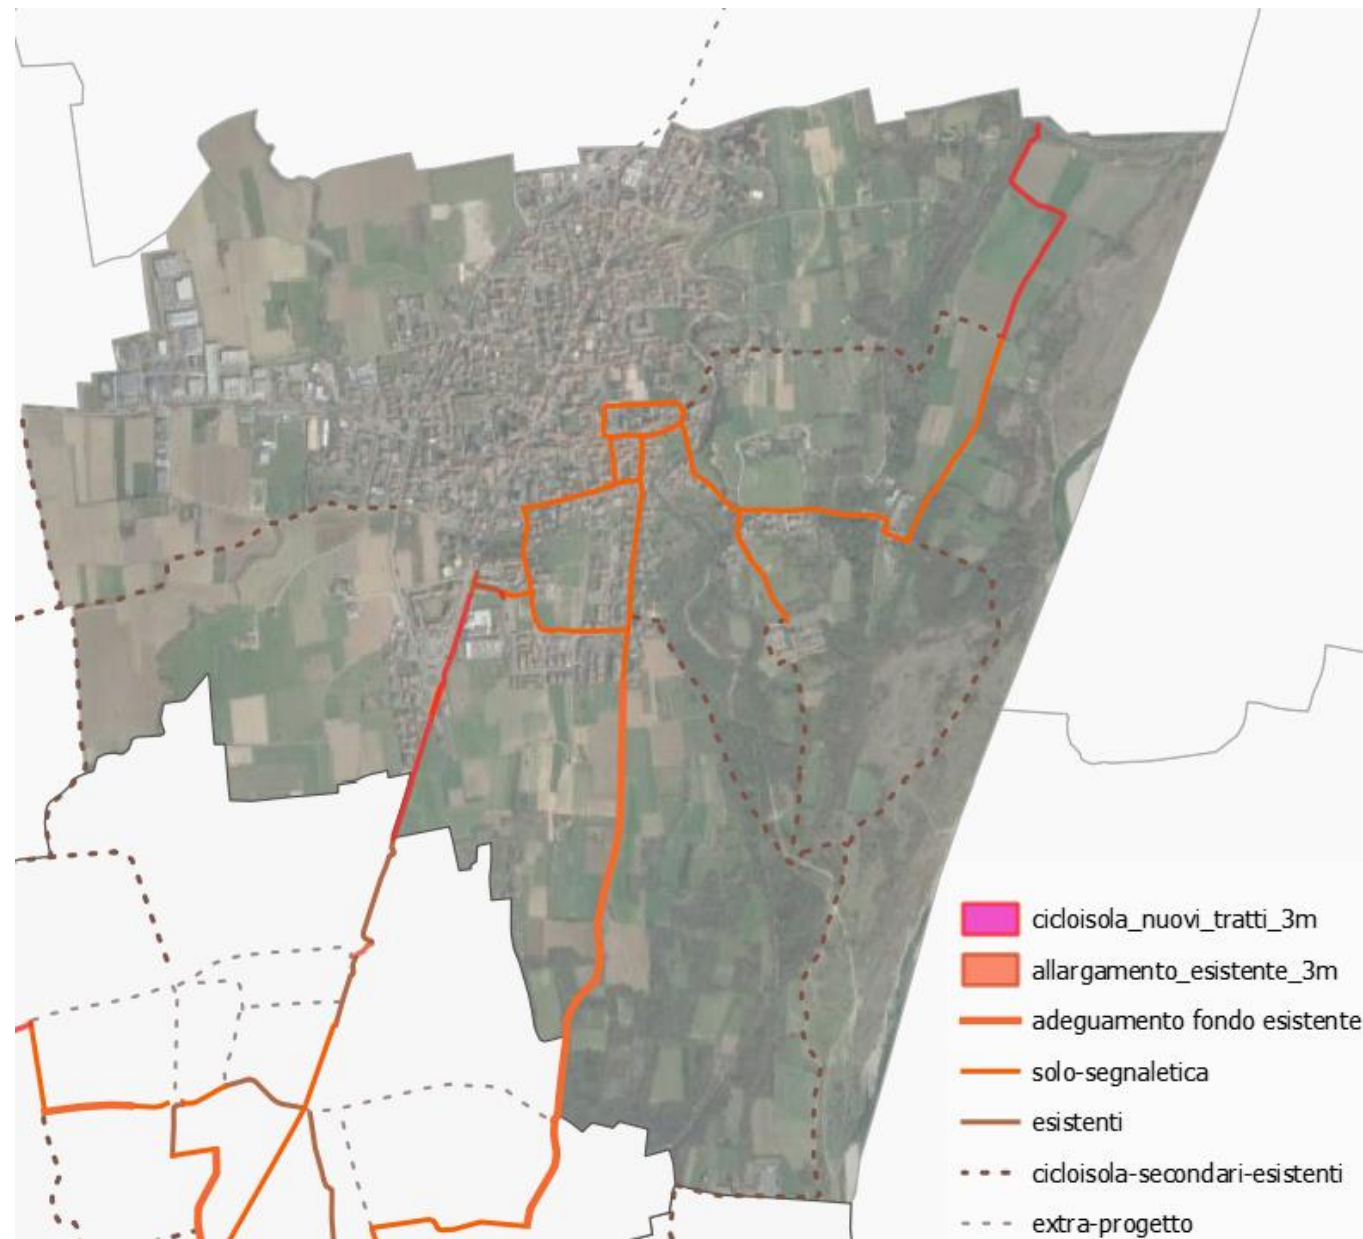 cicloisola_nuovi_tratti_3m
allargamento_esistente_3m
adeguamento fondo esistente
solo-segnaletica
esistenti
cicloisola-secondari-esistenti
extra-progetto